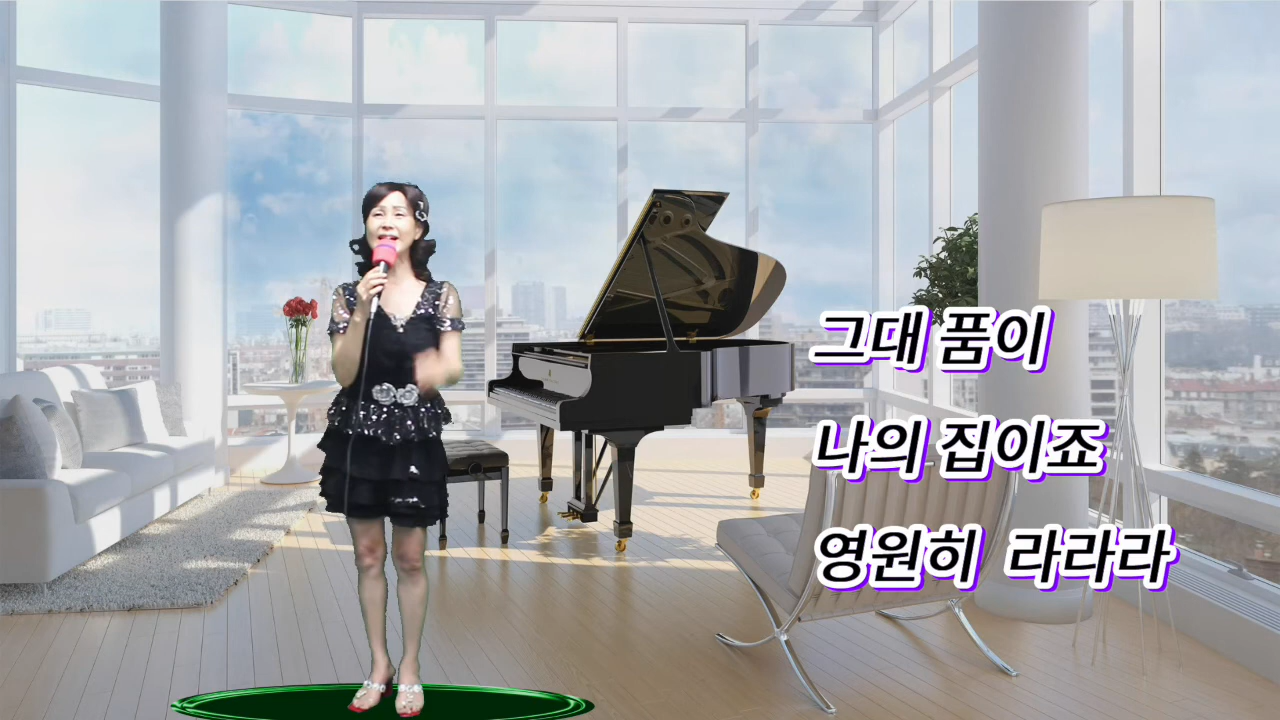 그대 품이
나의 집이죠
영원히 라라라